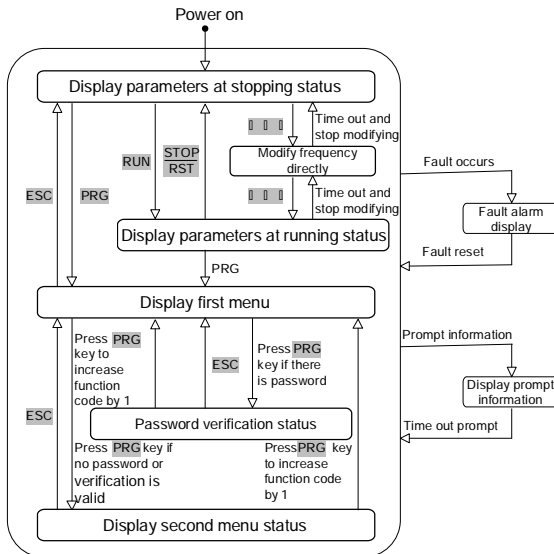 Power on
Display parameters at stopping status
Time out and
stop modifying
Modify frequency
directly
RUN
STOP
RST
ESC
PRG
Time out and
stop modifying
Display parameters at running status
PRG
Fault occurs
Fault alarm
display
Fault reset
Display first menu
Press PRG
key to
increase
function
code by 1
ESC
Press PRG
key if there
is password
Prompt information
Display prompt
information
Time out prompt
ESC
Password verification status
Press PRG key if
no password or
verification is
valid
Press PRG key
to increase
function code
by 1
Display second menu status